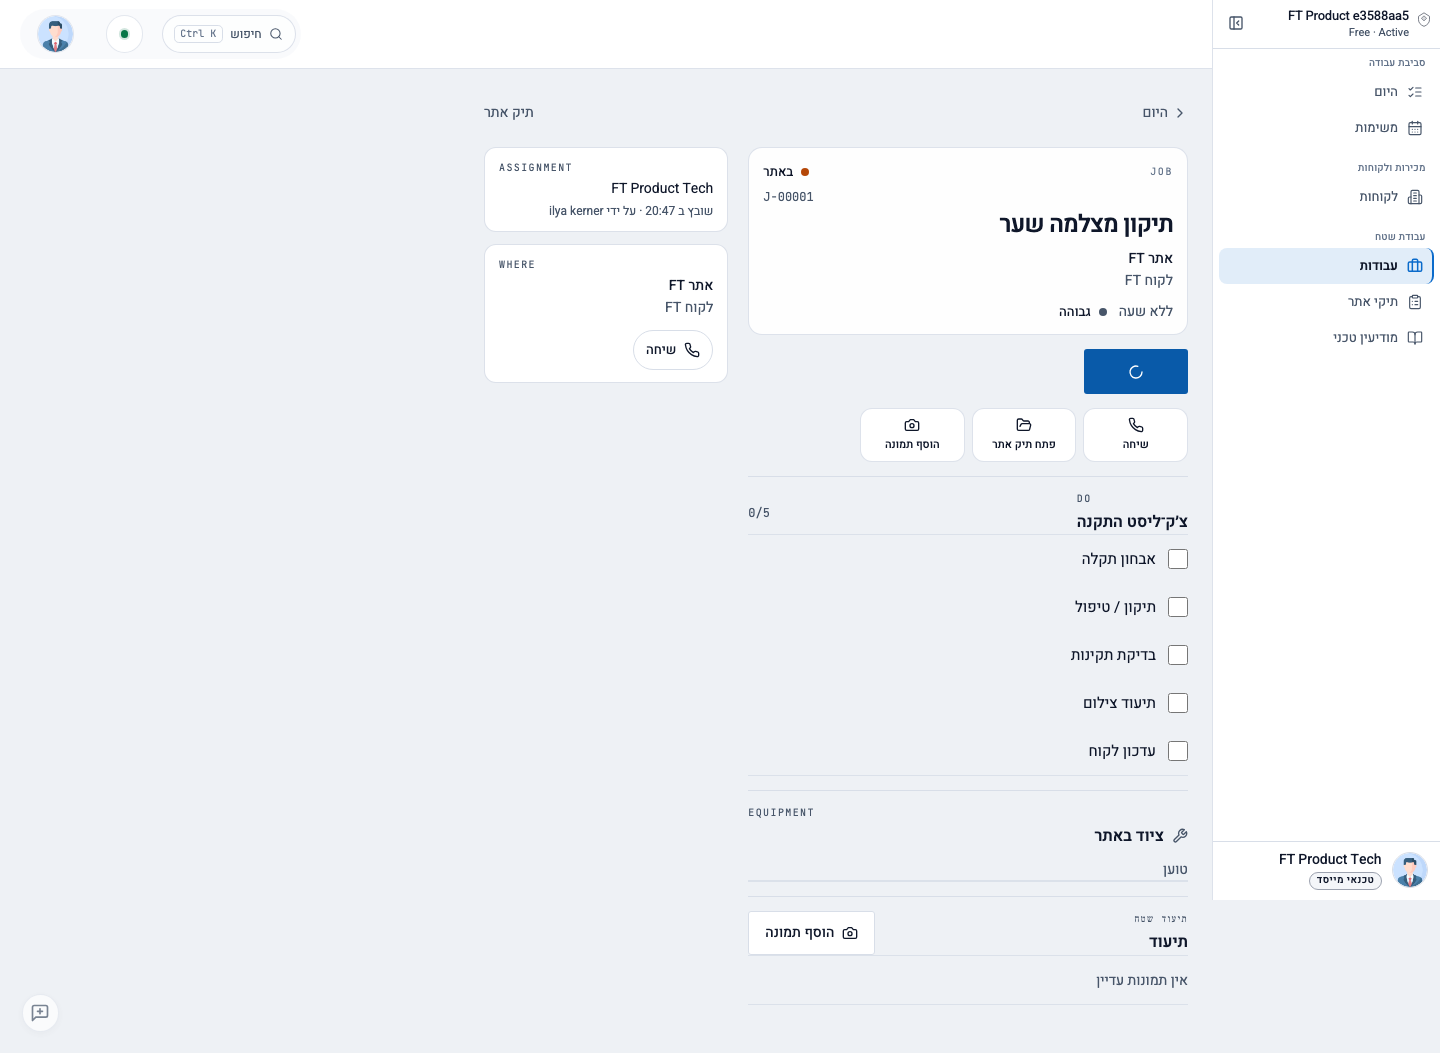 FT Product e3588aa5
Free · Active
סביבת עבודה
היום
משימות
מכירות ולקוחות
לקוחות
עבודת שטח
עבודות
תיקי אתר
מודיעין טכני
FT Product Tech
טכנאי מייסד
חיפוש Ctrl K
היום
תיק אתר
JOB
באתר
J-00001
תיקון מצלמה שער
אתר FT
לקוח FT
ללא שעה
גבוהה
שיחה
פתח תיק אתר
הוסף תמונה
DO
צ׳ק־ליסט התקנה
0/5
אבחון תקלה
תיקון / טיפול
בדיקת תקינות
תיעוד צילום
עדכון לקוח
EQUIPMENT
ציוד באתר
טוען
תיעוד שטח
תיעוד
הוסף תמונה
אין תמונות עדיין
ASSIGNMENT
FT Product Tech
שובץ ב 20:47 · על ידי ilya kerner
WHERE
אתר FT
לקוח FT
שיחה